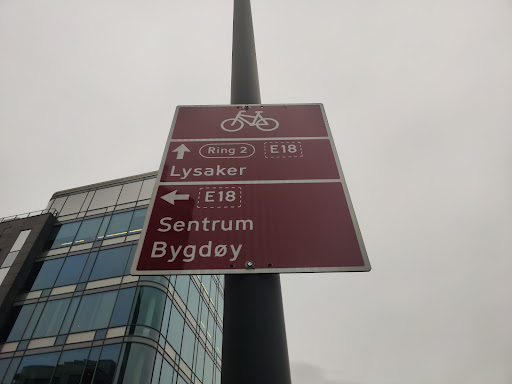 Ring 2 E18
Lysaker
E18
Sentrum
Bygdøy